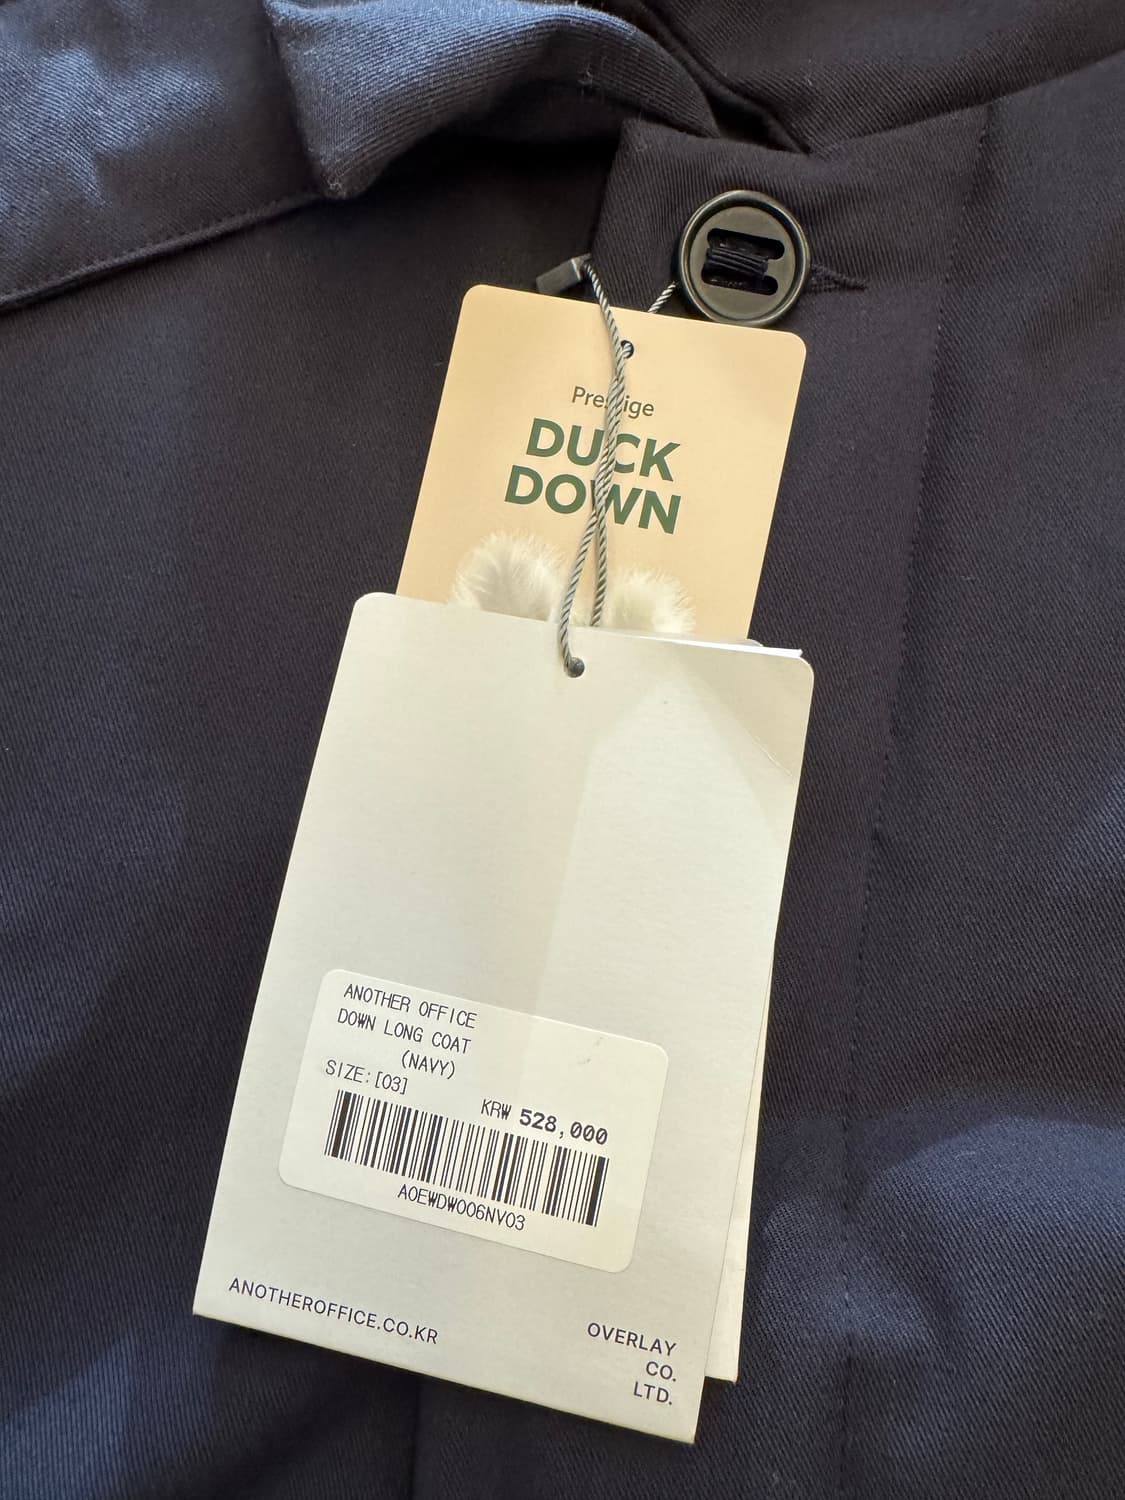 Prestige
DUCK
DOWN
ANOTHER OFFICE
DOWN LONG COAT
(NAVY)
SIZE:[03]
KR₩ 528,000
AOEWDW006NV03
ANOTHEROFFICE.CO.KR
OVERLAY
CO.
LTD.